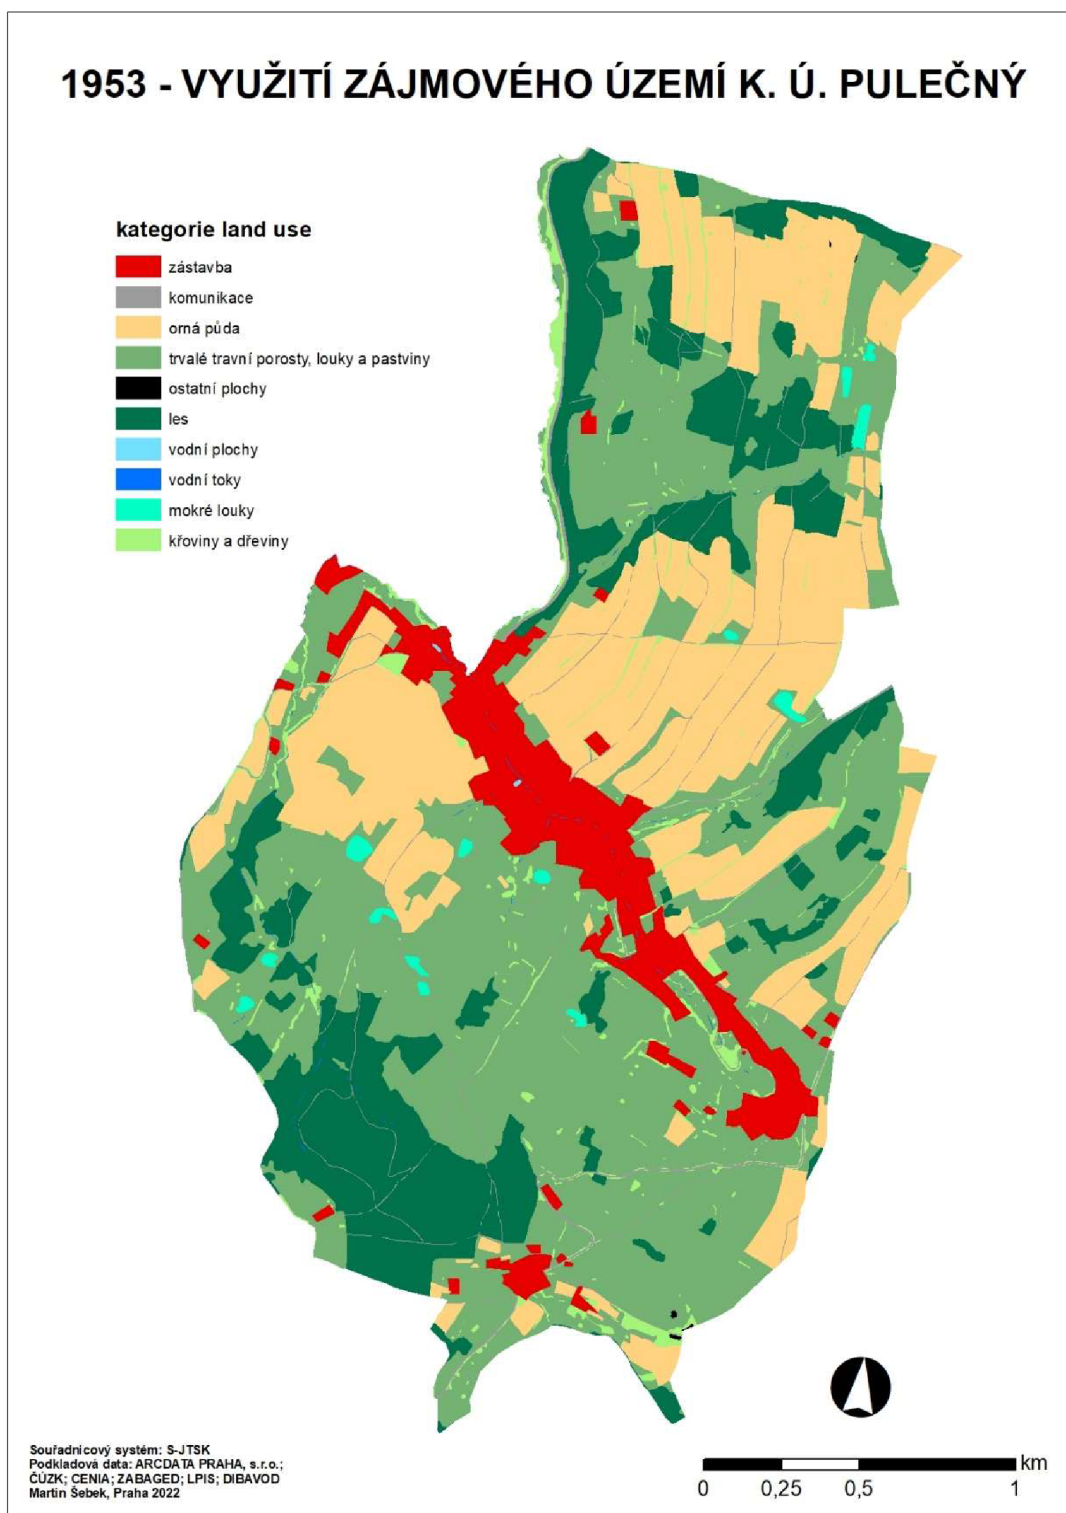 1953 - VYUŽITÍ ZÁJMOVÉHO ÚZEMÍ K. Ú. PULEČNÝ
kategorie land use
zástavba
komunikace
orná půda
trvalé travní porosty, louky a pastviny
ostatní plochy
les
vodní plochy
vodní toky
mokré louky
křoviny a dřeviny
Souřadnicový systém: S-JTSK
Podkladová data: ARCDATA PRAHA, s.r.o.;
ČÚZK; CENIA; ZABAGED; LPIS; DIBAVOD
Martin Šebek, Praha 2022
km
0 0,25 0,5 1